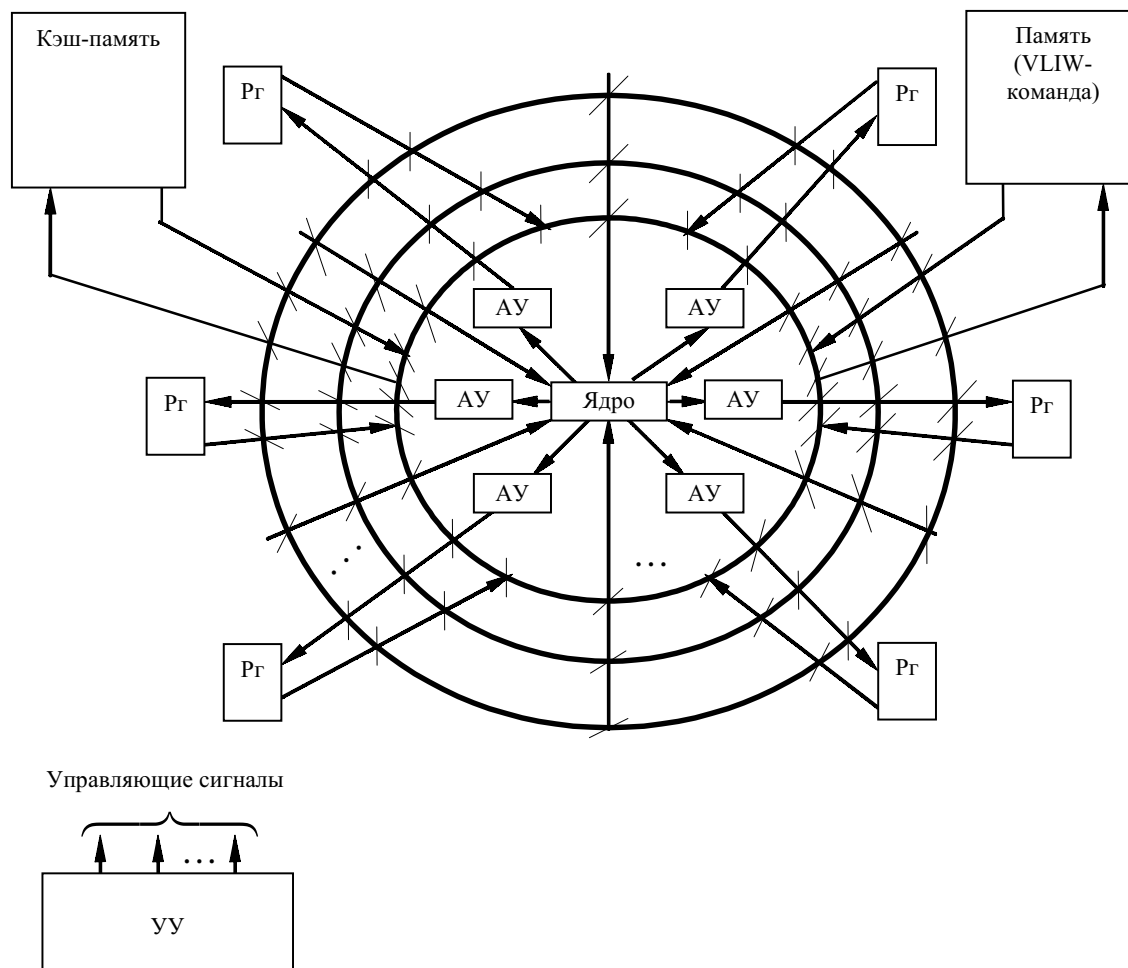 Кэш-память
Память
(VLIW-
команда)
Рг
Рг
АУ
АУ
Рг
АУ
Ядро
АУ
Рг
АУ
АУ
...
...
Рг
Рг
Управляющие сигналы
...
УУ